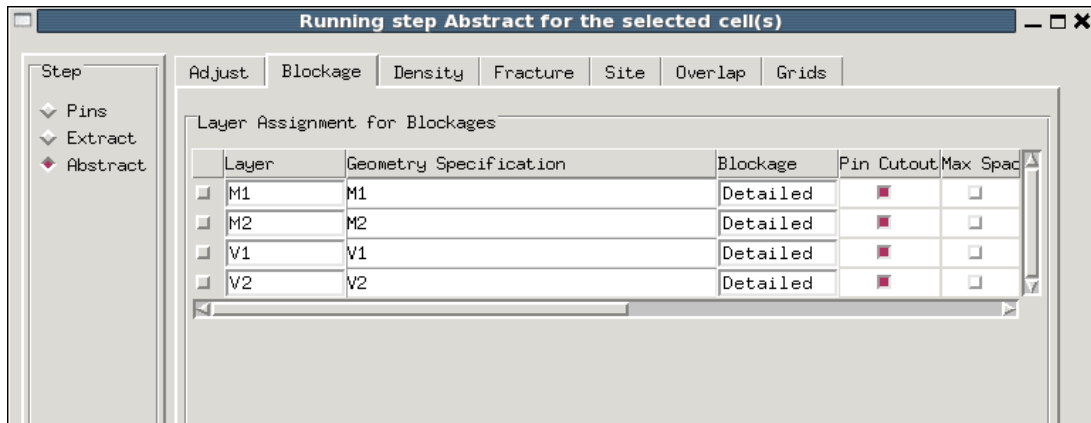 Running step Abstract for the selected cell(s)
Step
Pins
Extract
Abstract
Adjust Blockage Density Fracture Site Overlap Grids
Layer Assignment for Blockages
Layer Geometry Specification Blockage Pin Cutout Max Spac
M1 M1 Detailed
M2 M2 Detailed
V1 V1 Detailed
V2 V2 Detailed